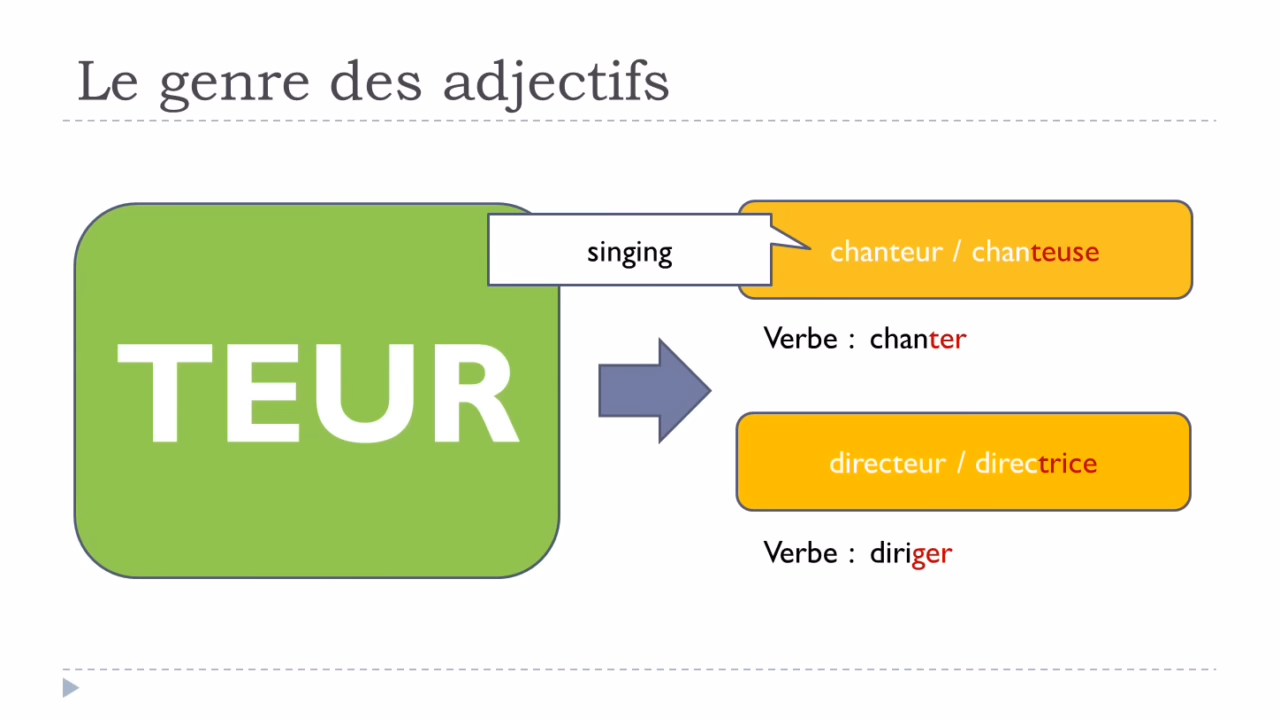 Le genre des adjectifs
TEUR
singing
chanteur / chanteuse
Verbe : chanter
directeur / directrice
Verbe : diriger